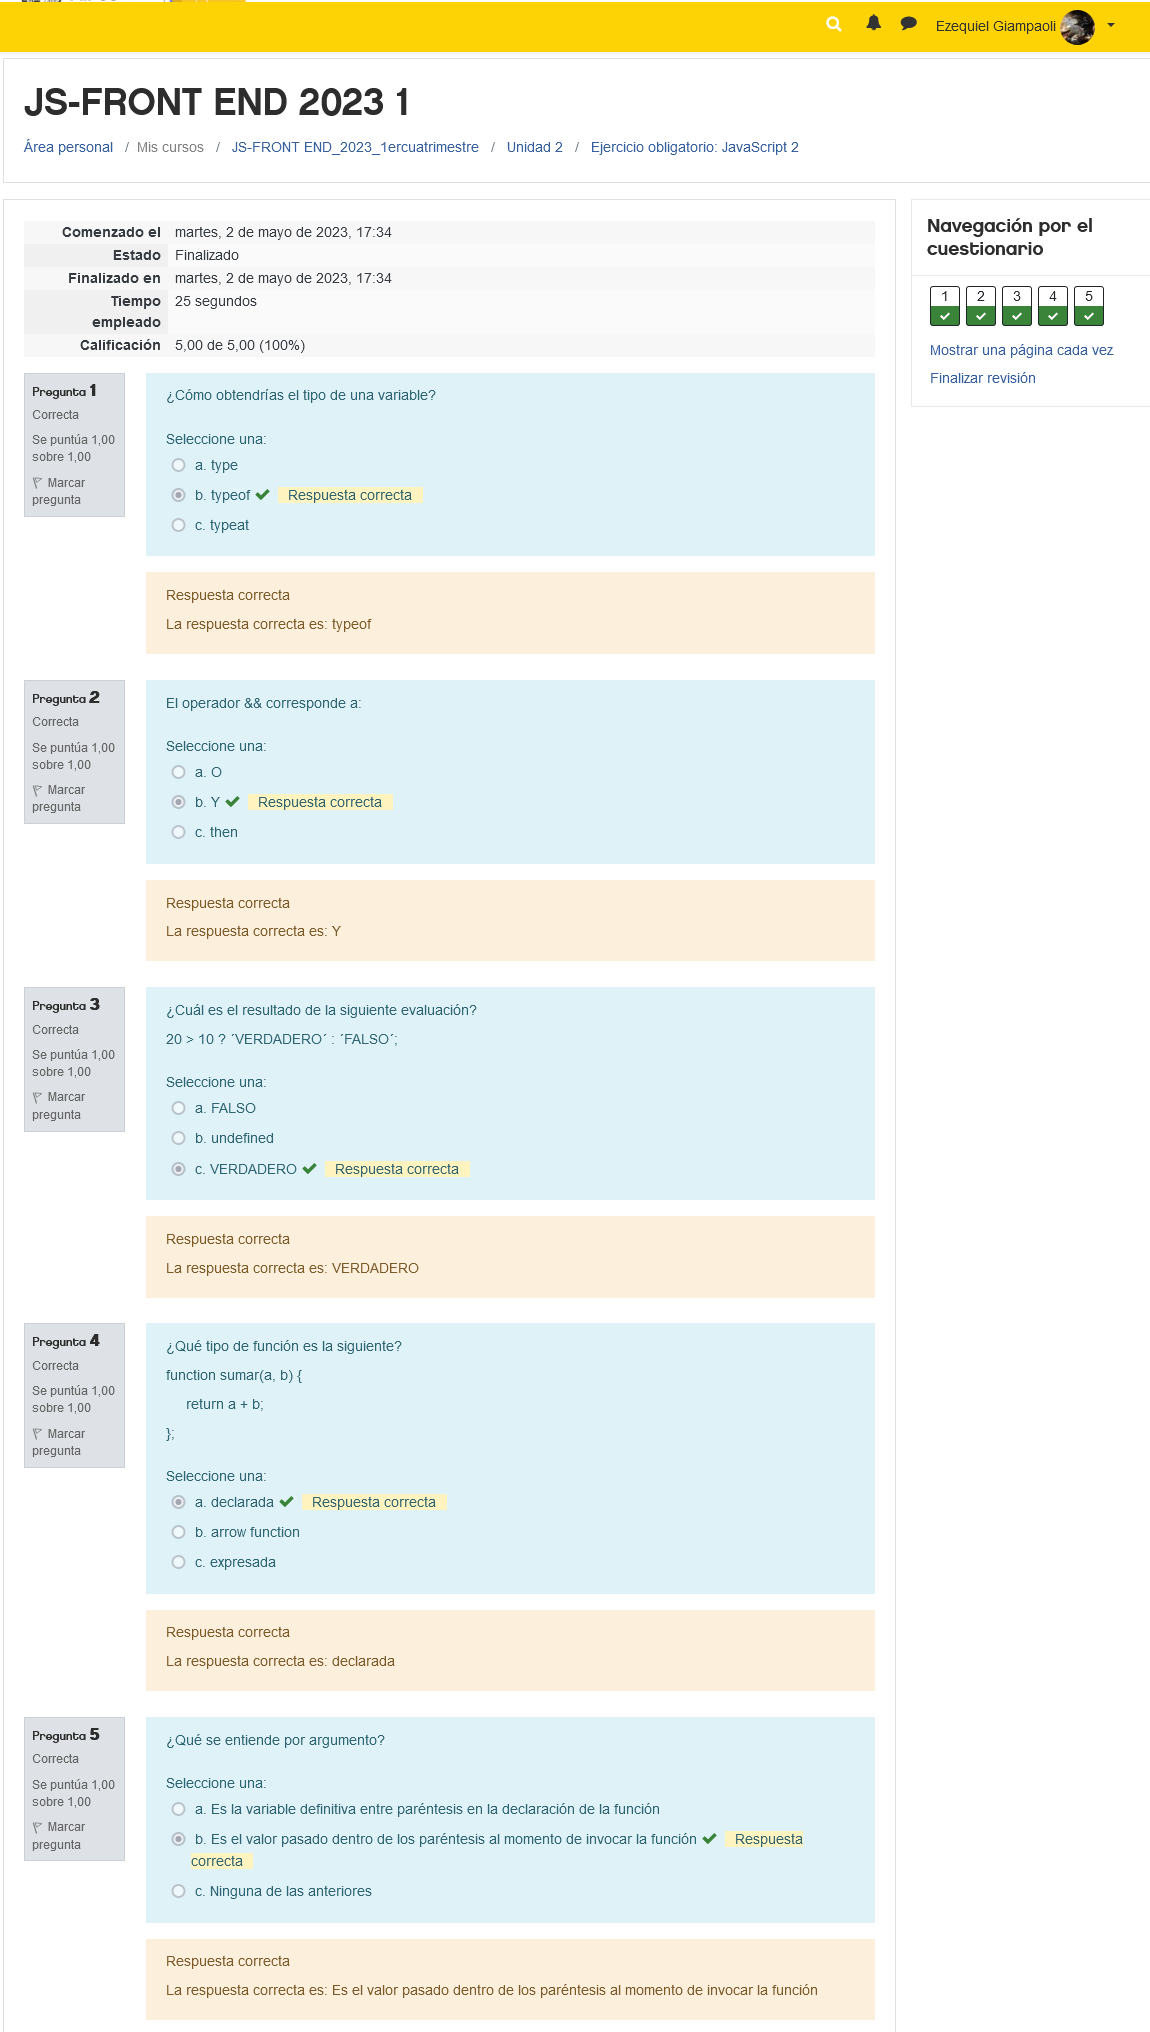 Ezequiel Giampaoli
JS-FRONT END 2023 1
Área personal / Mis cursos / JS-FRONT END_2023_1ercuatrimestre / Unidad 2 / Ejercicio obligatorio: JavaScript 2
Comenzado el martes, 2 de mayo de 2023, 17:34
Estado Finalizado
Finalizado en martes, 2 de mayo de 2023, 17:34
Tiempo empleado 25 segundos
Calificación 5,00 de 5,00 (100%)
Navegación por el
cuestionario
1 2 3 4 5
Mostrar una página cada vez
Finalizar revisión
Pregunta 1
Correcta
Se puntúa 1,00
sobre 1,00
Marcar
pregunta
¿Cómo obtendrías el tipo de una variable?
Seleccione una:
a. type
b. typeof Respuesta correcta
c. typeat
Respuesta correcta
La respuesta correcta es: typeof
Pregunta 2
Correcta
Se puntúa 1,00
sobre 1,00
Marcar
pregunta
El operador && corresponde a:
Seleccione una:
a. O
b. Y Respuesta correcta
c. then
Respuesta correcta
La respuesta correcta es: Y
Pregunta 3
Correcta
Se puntúa 1,00
sobre 1,00
Marcar
pregunta
¿Cuál es el resultado de la siguiente evaluación?
20 > 10 ? ´VERDADERO´ : ´FALSO´;
Seleccione una:
a. FALSO
b. undefined
c. VERDADERO Respuesta correcta
Respuesta correcta
La respuesta correcta es: VERDADERO
Pregunta 4
Correcta
Se puntúa 1,00
sobre 1,00
Marcar
pregunta
¿Qué tipo de función es la siguiente?
function sumar(a, b) {
return a + b;
};
Seleccione una:
a. declarada Respuesta correcta
b. arrow function
c. expresada
Respuesta correcta
La respuesta correcta es: declarada
Pregunta 5
Correcta
Se puntúa 1,00
sobre 1,00
Marcar
pregunta
¿Qué se entiende por argumento?
Seleccione una:
a. Es la variable definitiva entre paréntesis en la declaración de la función
b. Es el valor pasado dentro de los paréntesis al momento de invocar la función Respuesta
correcta
c. Ninguna de las anteriores
Respuesta correcta
La respuesta correcta es: Es el valor pasado dentro de los paréntesis al momento de invocar la función